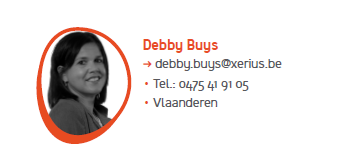 Debby Buys
→ debby.buys@xerius.be
• Tel.: 0475 41 91 05
• Vlaanderen